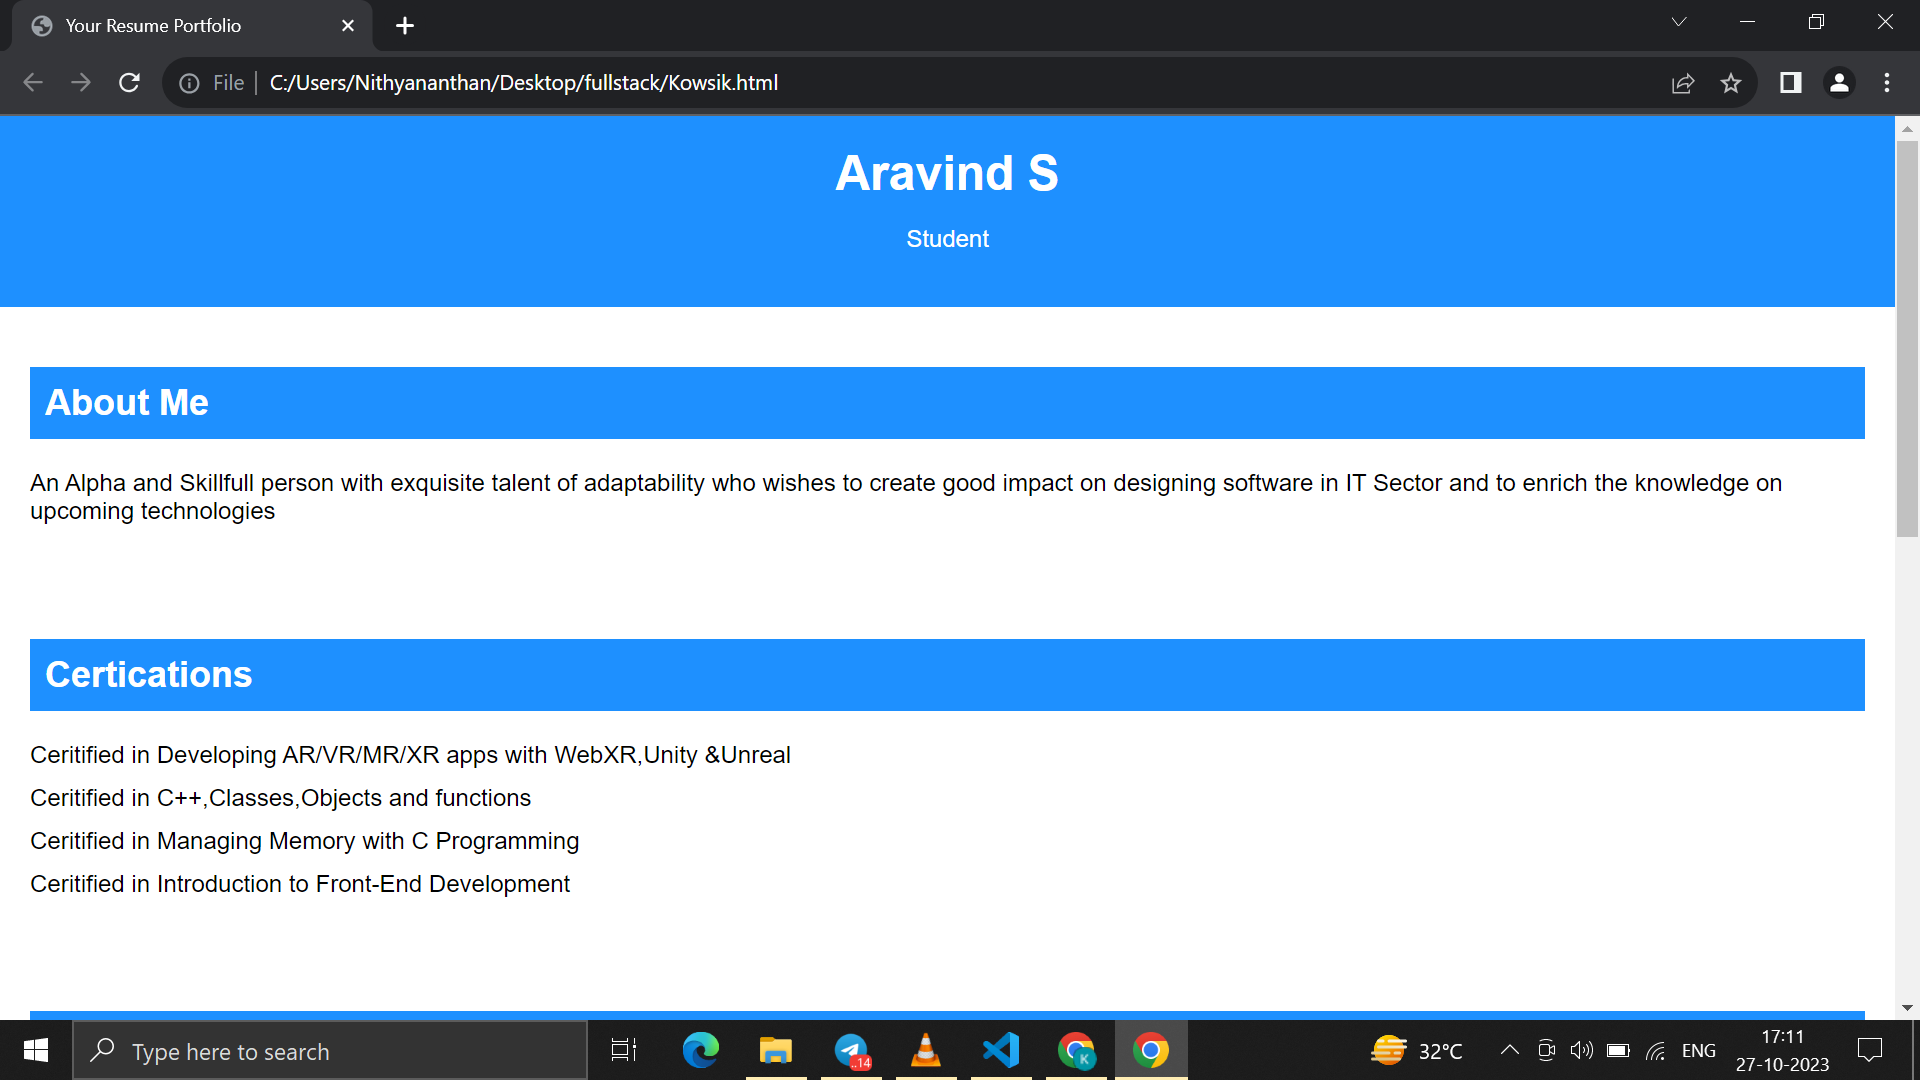 Your Resume Portfolio
File
C:/Users/Nithyananthan/Desktop/fullstack/Kowsik.html
Aravind S
Student
About Me
An Alpha and Skillfull person with exquisite talent of adaptability who wishes to create good impact on designing software in IT Sector and to enrich the knowledge on
upcoming technologies
Certications
Ceritified in Developing AR/VR/MR/XR apps with WebXR,Unity &Unreal
Ceritified in C++,Classes,Objects and functions
Ceritified in Managing Memory with C Programming
Ceritified in Introduction to Front-End Development
Type here to search
..14
K
32°C
ENG
17:11
27-10-2023